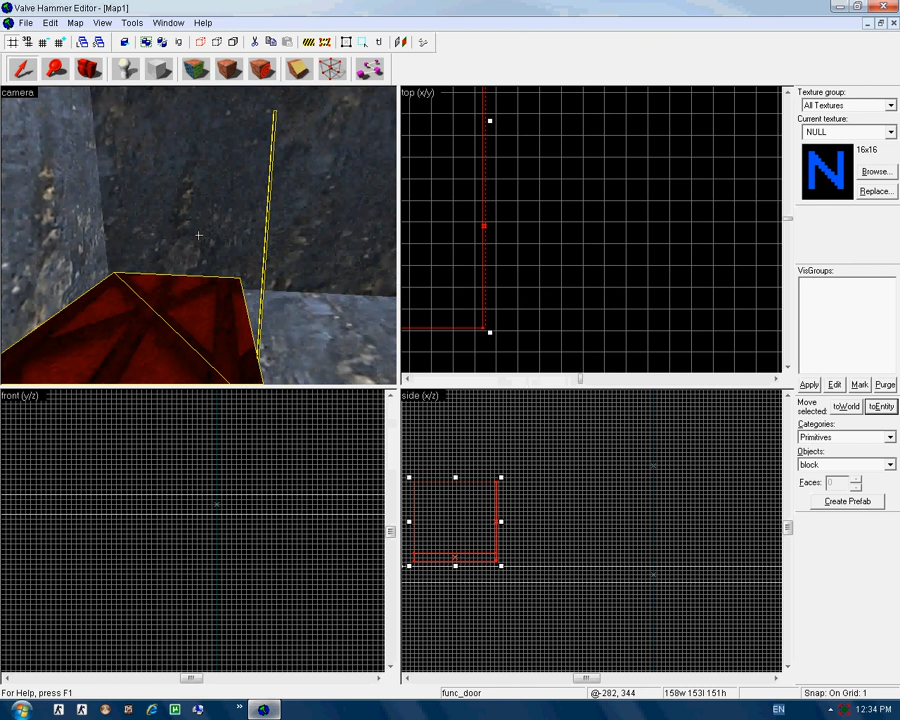 Valve Hammer Editor - [Map1]
File Edit Map View Tools Window Help
camera
top (x/y)
front (y/z)
side (x/z)
Texture group:
All Textures
Current texture:
NULL
16x16
N
Browse...
Replace...
VisGroups:
Apply Edit Mark Purge
Move selected: toWorld toEntity
Categories:
Primitives
Objects:
block
Faces: 0
Create Prefab
For Help, press F1
func_door
@-282, 344
158w 153l 151h
Snap: On Grid: 1
EN
12:34 PM